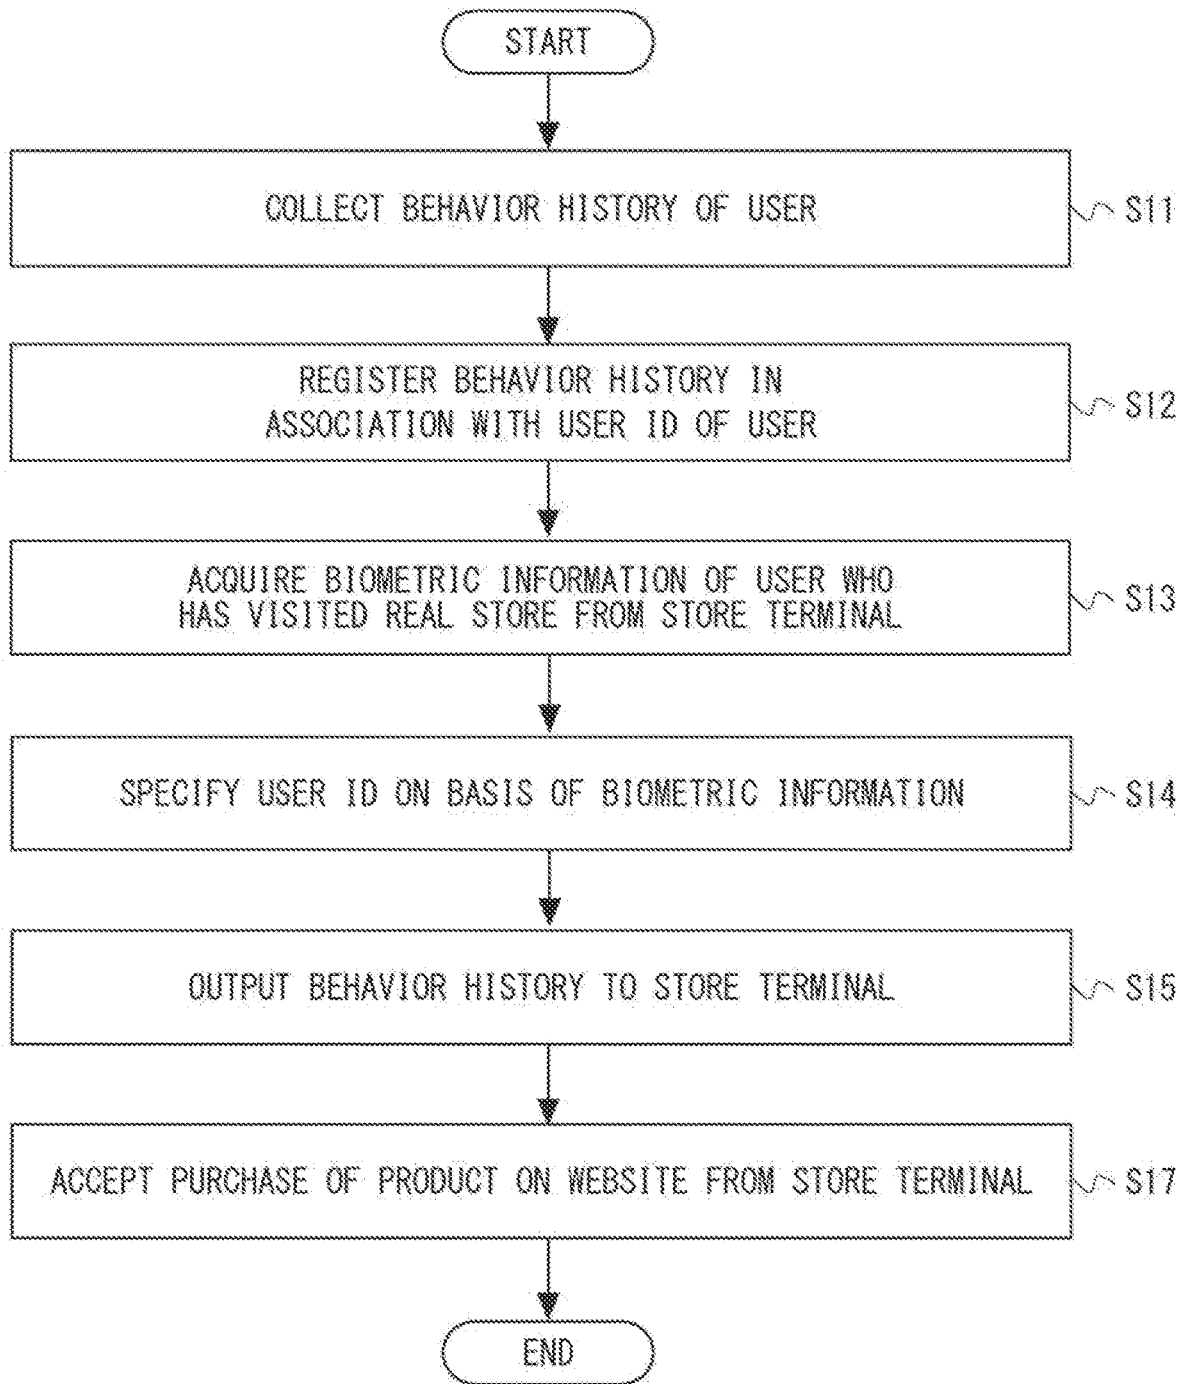 START
COLLECT BEHAVIOR HISTORY OF USER
S11
REGISTER BEHAVIOR HISTORY IN
ASSOCIATION WITH USER ID OF USER
S12
ACQUIRE BIOMETRIC INFORMATION OF USER WHO
HAS VISITED REAL STORE FROM STORE TERMINAL
S13
SPECIFY USER ID ON BASIS OF BIOMETRIC INFORMATION
S14
OUTPUT BEHAVIOR HISTORY TO STORE TERMINAL
S15
ACCEPT PURCHASE OF PRODUCT ON WEBSITE FROM STORE TERMINAL
S17
END